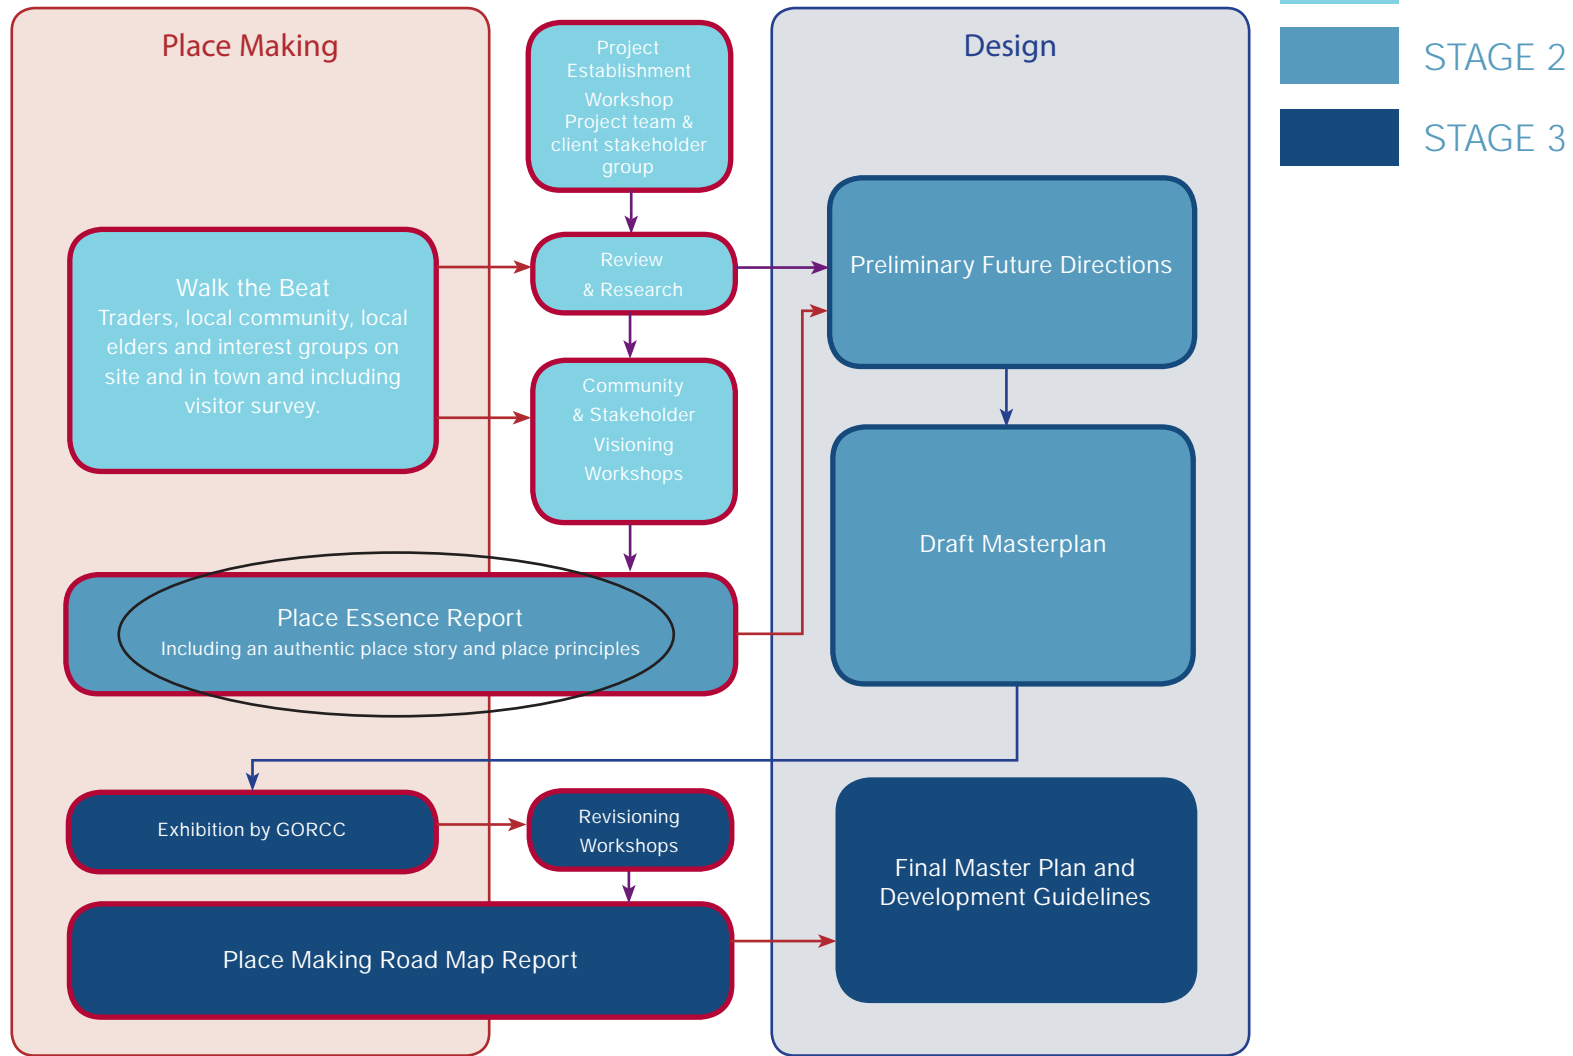 Place Making
Project
Establishment
Workshop
Project team &
client stakeholder
group
Design
STAGE 2
STAGE 3
Walk the Beat
Traders, local community, local
elders and interest groups on
site and in town and including
visitor survey.
Review
& Research
Preliminary Future Directions
Community
& Stakeholder
Visioning
Workshops
Draft Masterplan
Place Essence Report
Including an authentic place story and place principles
Exhibition by GORCC
Revisioning
Workshops
Final Master Plan and
Development Guidelines
Place Making Road Map Report